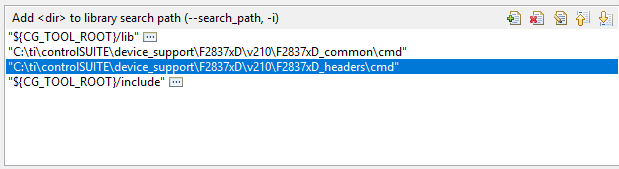 Add <dir> to library search path (--search_path, -i)
"${CG_TOOL_ROOT}/lib"
"C:\ti\controlSUITE\device_support\F2837xD\v210\F2837xD_common\cmd"
"C:\ti\controlSUITE\device_support\F2837xD\v210\F2837xD_headers\cmd"
"${CG_TOOL_ROOT}/include"